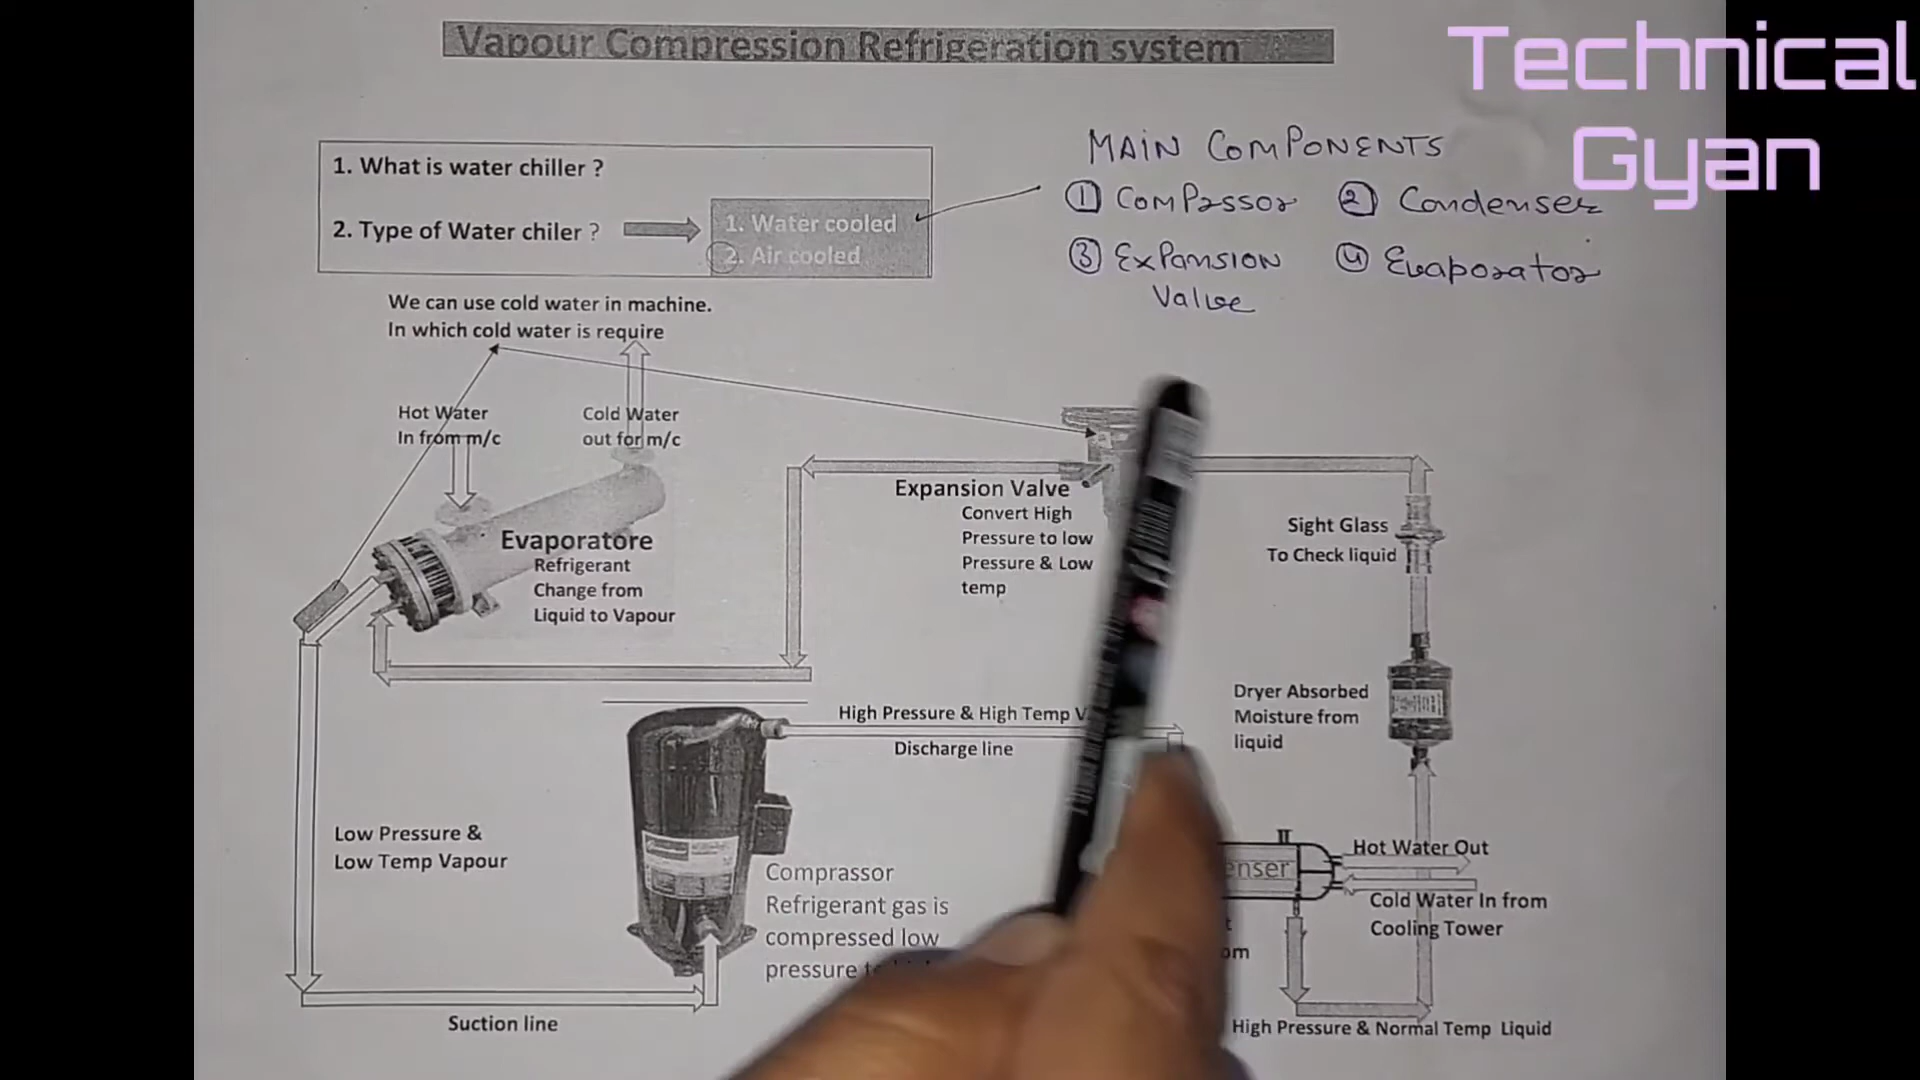 Vapour Compression Refrigeration system
Technical
Gyan
1. What is water chiller ?
2. Type of Water chiler ?
1. Water cooled
2. Air cooled
MAIN COMPONENTS
① Compassor ② Condenser
③ Expansion Valve
④ Evaporator
We can use cold water in machine.
In which cold water is require
Hot Water
In from m/c
Cold Water
out for m/c
Evaporatore
Refrigerant
Change from
Liquid to Vapour
Expansion Valve
Convert High
Pressure to low
Pressure & Low
temp
Sight Glass
To Check liquid
Dryer Absorbed
Moisture from
liquid
High Pressure & High Temp V
Discharge line
Low Pressure &
Low Temp Vapour
Comprassor
Refrigerant gas is
compressed low
pressure
Suction line
enser
Hot Water Out
Cold Water In from
Cooling Tower
om
High Pressure & Normal Temp Liquid